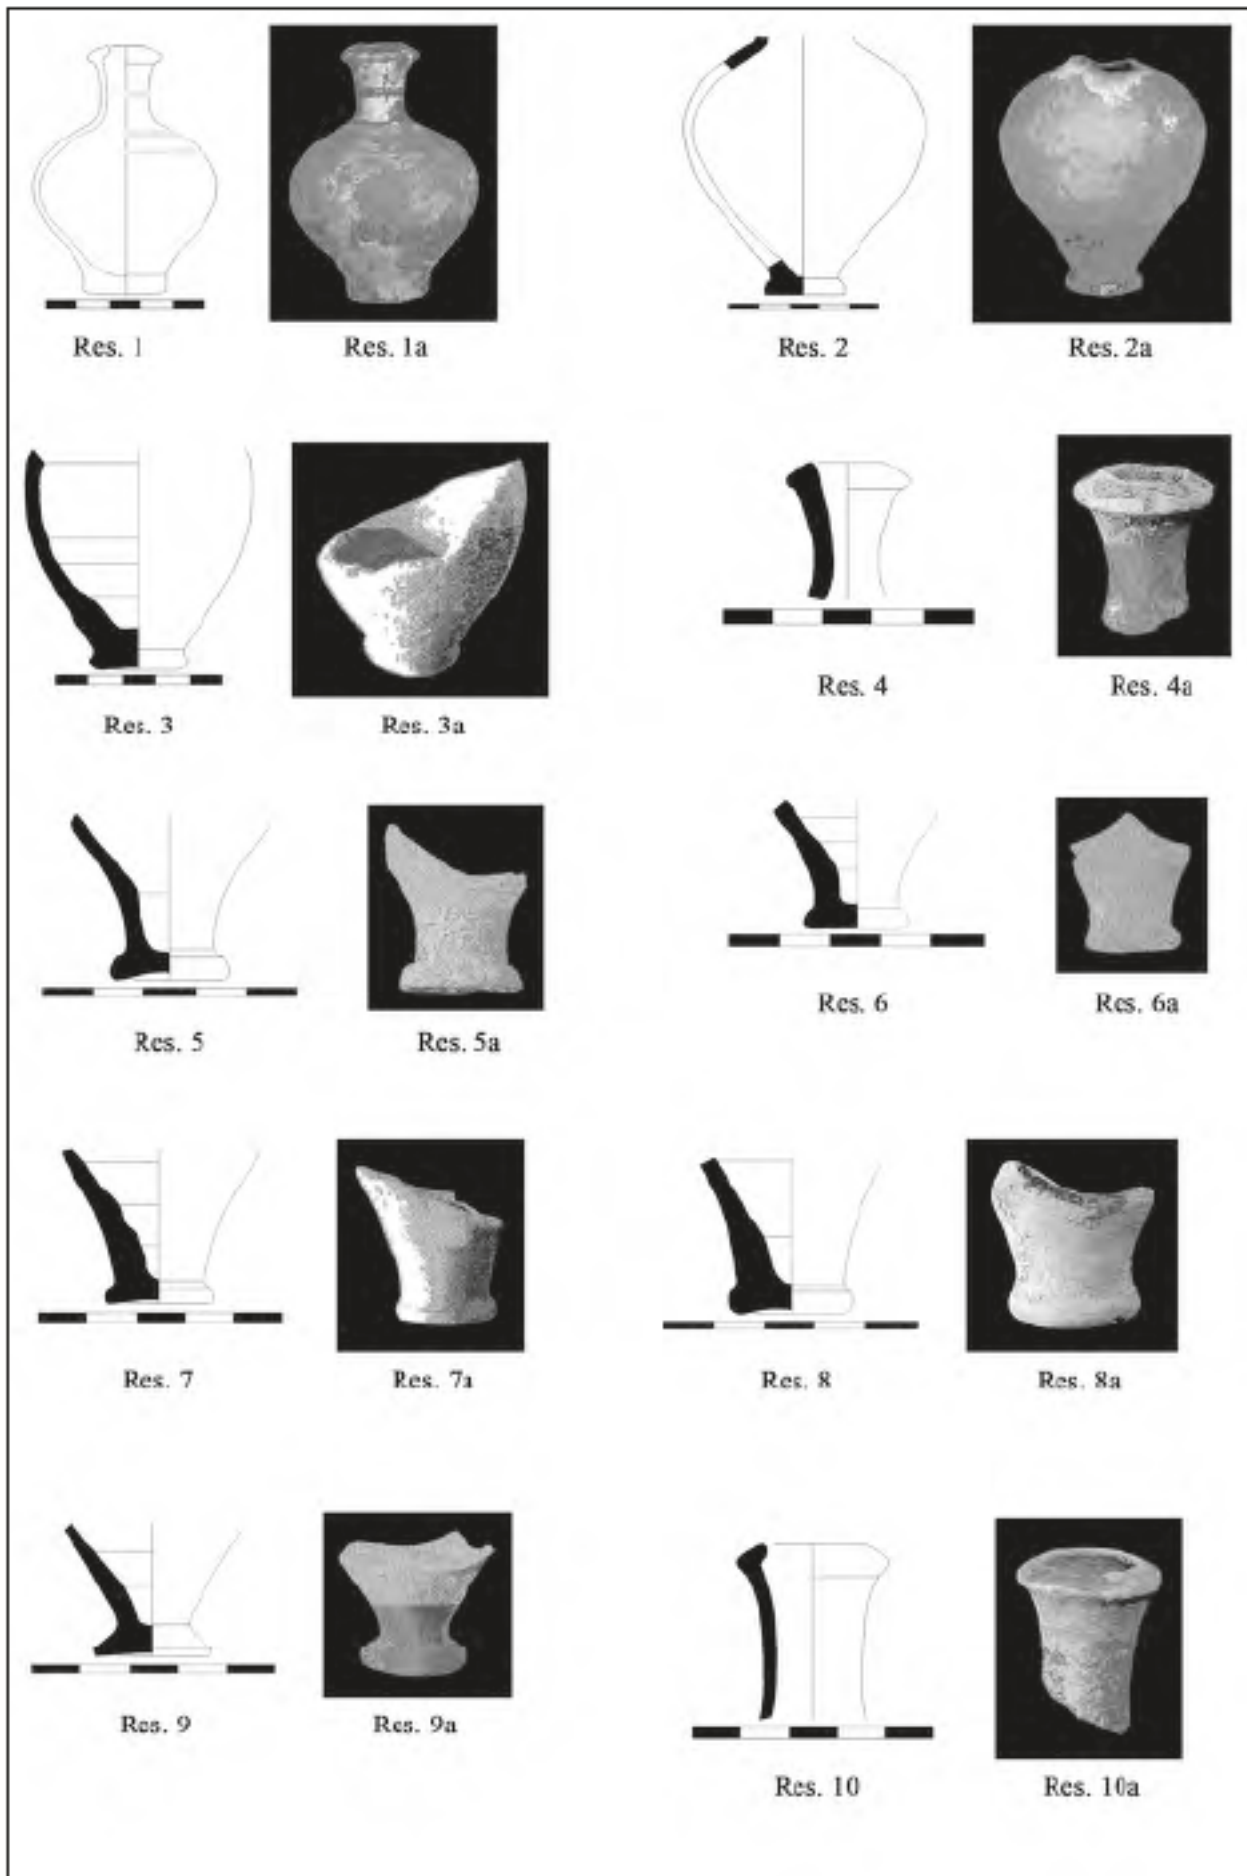 Res. 1
Res. 1a
Res. 2
Res. 2a
Res. 3
Res. 3a
Res. 4
Res. 4a
Res. 5
Res. 5a
Res. 6
Res. 6a
Res. 7
Res. 7a
Res. 8
Res. 8a
Res. 9
Res. 9a
Res. 10
Res. 10a